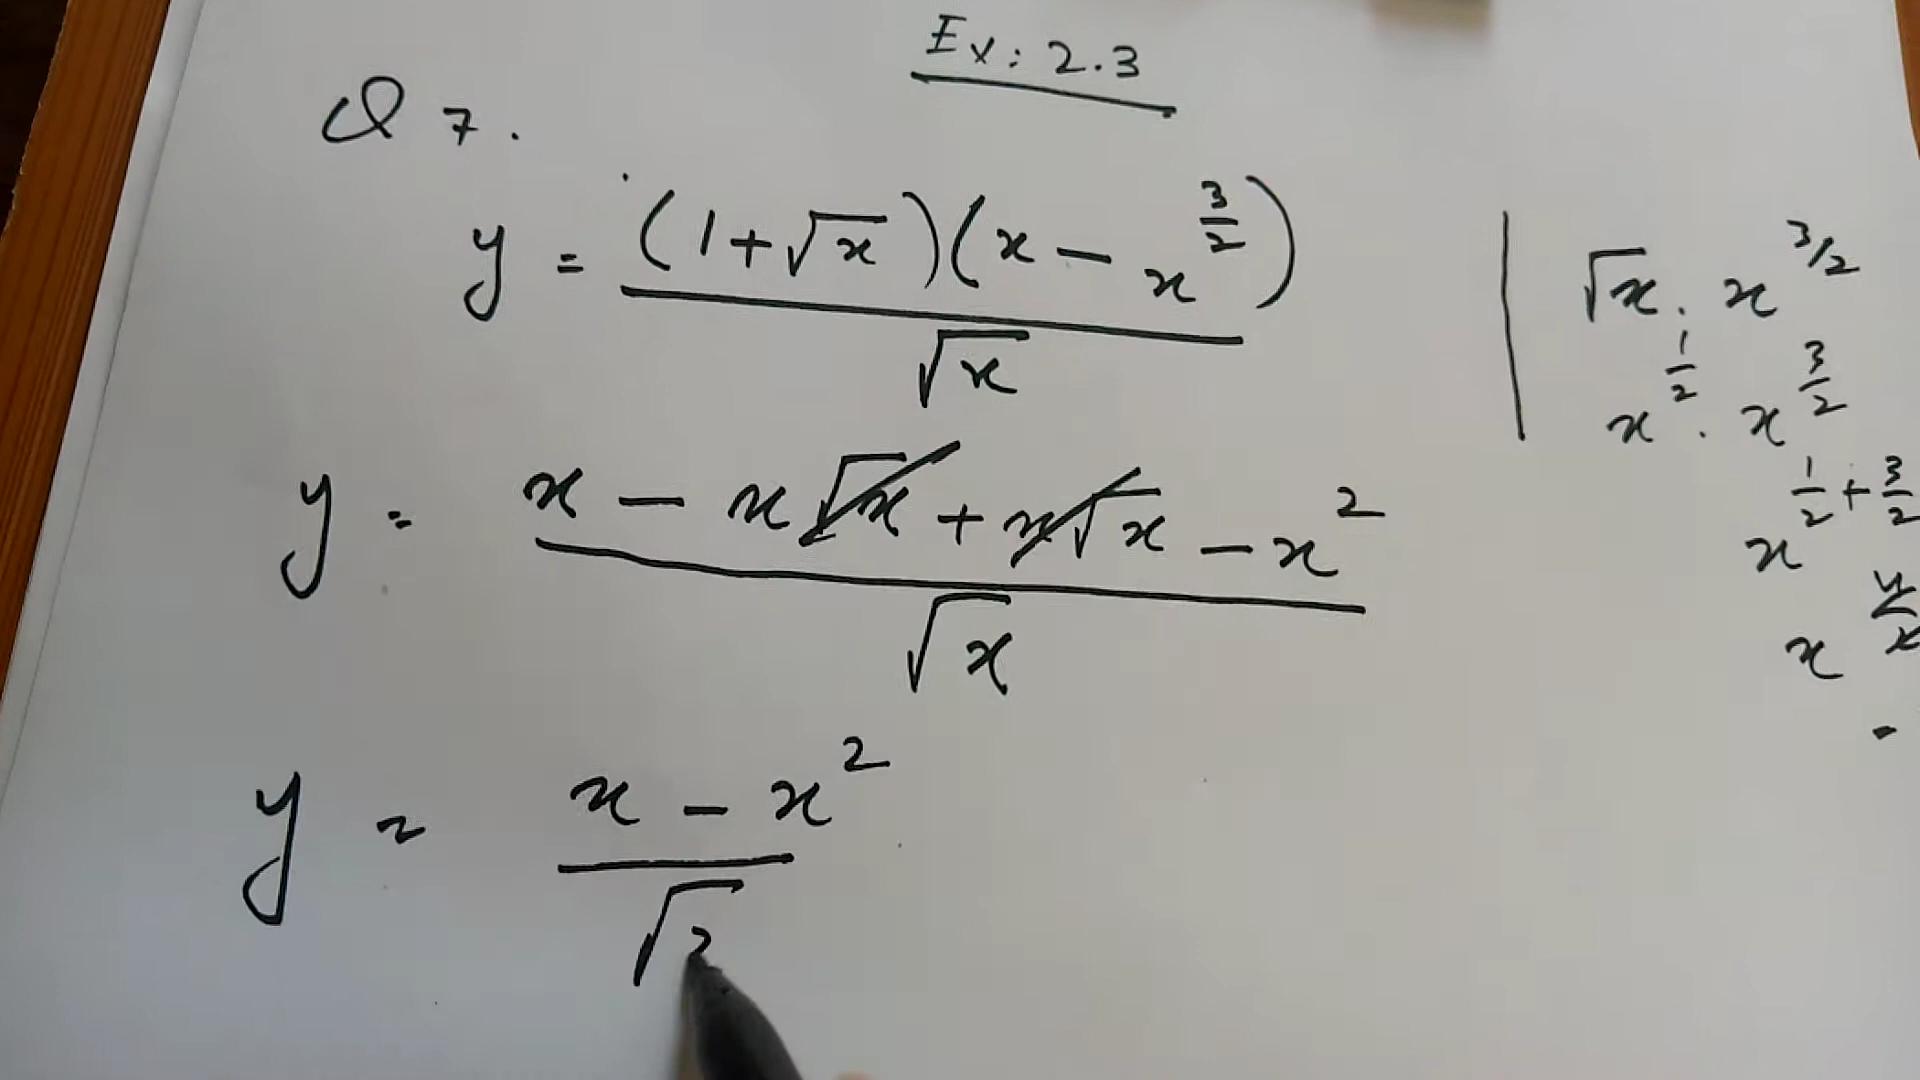 Ex: 2.3
Q 7.
y = (1+√x)(x - x^3/2) / √x
y = x - x√x + x√x - x² / √x
y = x - x² / √
√x . x^3/2
x^1/2 . x^3/2
x^1/2+3/2
x